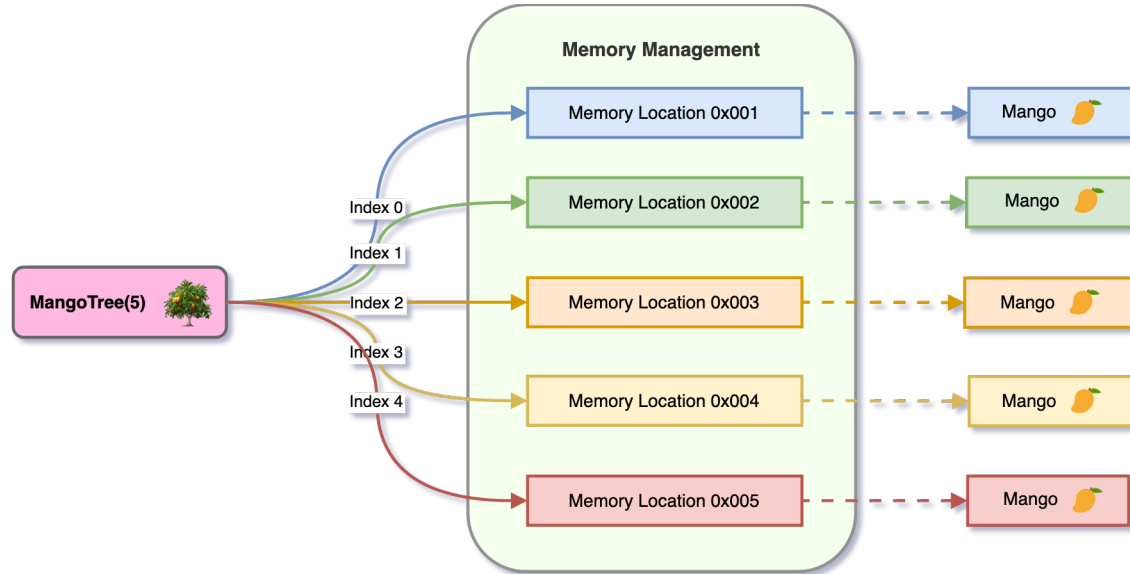 Memory Management
Memory Location 0x001
Mango
Index 0
Memory Location 0x002
Mango
Index 1
MangoTree(5)
Index 2
Memory Location 0x003
Mango
Index 3
Memory Location 0x004
Mango
Index 4
Memory Location 0x005
Mango